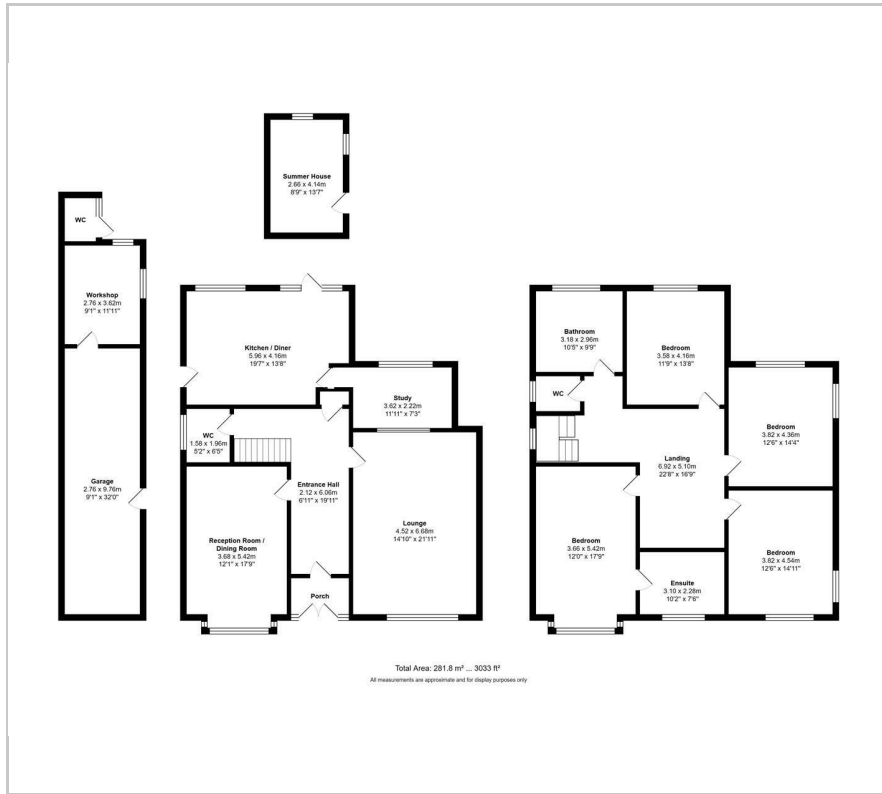 Summer House
2.66 x 4.14m
8'9" x 13'7"
WC
Workshop
2.76 x 3.62m
9'1" x 11'11"
Garage
2.76 x 9.76m
9'1" x 32'0"
Kitchen / Diner
5.96 x 4.16m
19'7" x 13'8"
Study
3.62 x 2.22m
11'11" x 7'3"
WC
1.58 x 1.96m
5'2" x 6'5"
Entrance Hall
2.12 x 6.06m
6'11" x 19'11"
Reception Room /
Dining Room
3.68 x 5.42m
12'1" x 17'9"
Lounge
4.52 x 6.68m
14'10" x 21'11"
Porch
Bathroom
3.18 x 2.96m
10'5" x 9'9"
Bedroom
3.58 x 4.16m
11'9" x 13'8"
WC
Bedroom
3.82 x 4.36m
12'6" x 14'4"
Landing
6.92 x 5.10m
22'8" x 16'9"
Bedroom
3.66 x 5.42m
12'0" x 17'9"
Bedroom
3.82 x 4.54m
12'6" x 14'11"
Ensuite
3.10 x 2.28m
10'2" x 7'6"
Total Area: 281.8 m² ... 3033 ft²
All measurements are approximate and for display purposes only